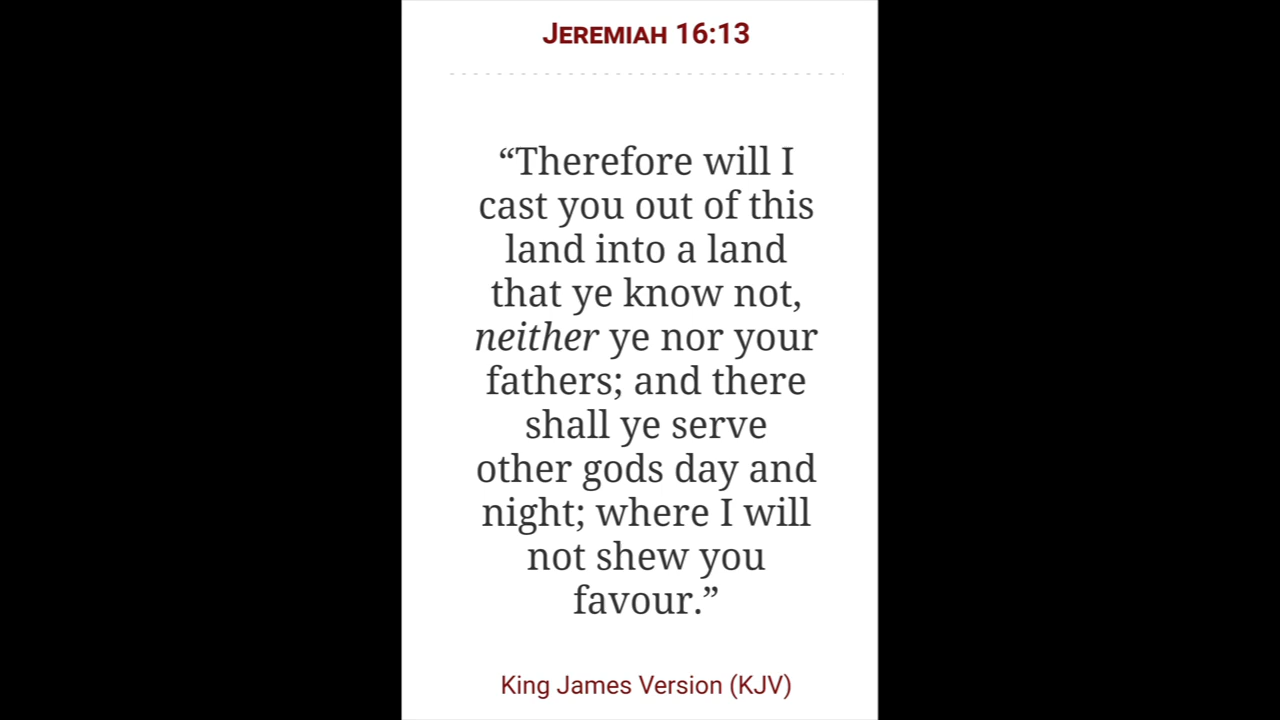 Jeremiah 16:13
“Therefore will I
cast you out of this
land into a land
that ye know not,
neither ye nor your
fathers; and there
shall ye serve
other gods day and
night; where I will
not shew you
favour.”
King James Version (KJV)